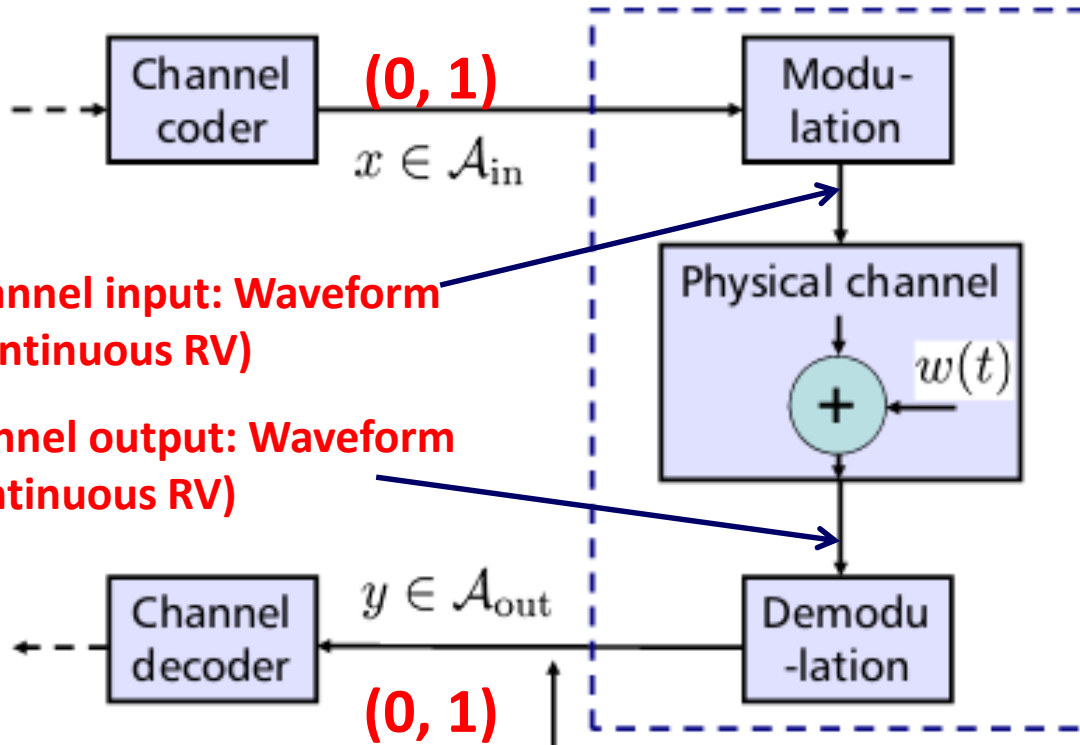 Channel
coder
(0, 1)
x ∈ 𝒜in
Modu-
lation
annel input: Waveform
ntinuous RV)
Physical channel
w(t)
+
nnel output: Waveform
ntinuous RV)
Channel
decoder
y ∈ 𝒜out
(0, 1)
Demodu
-lation